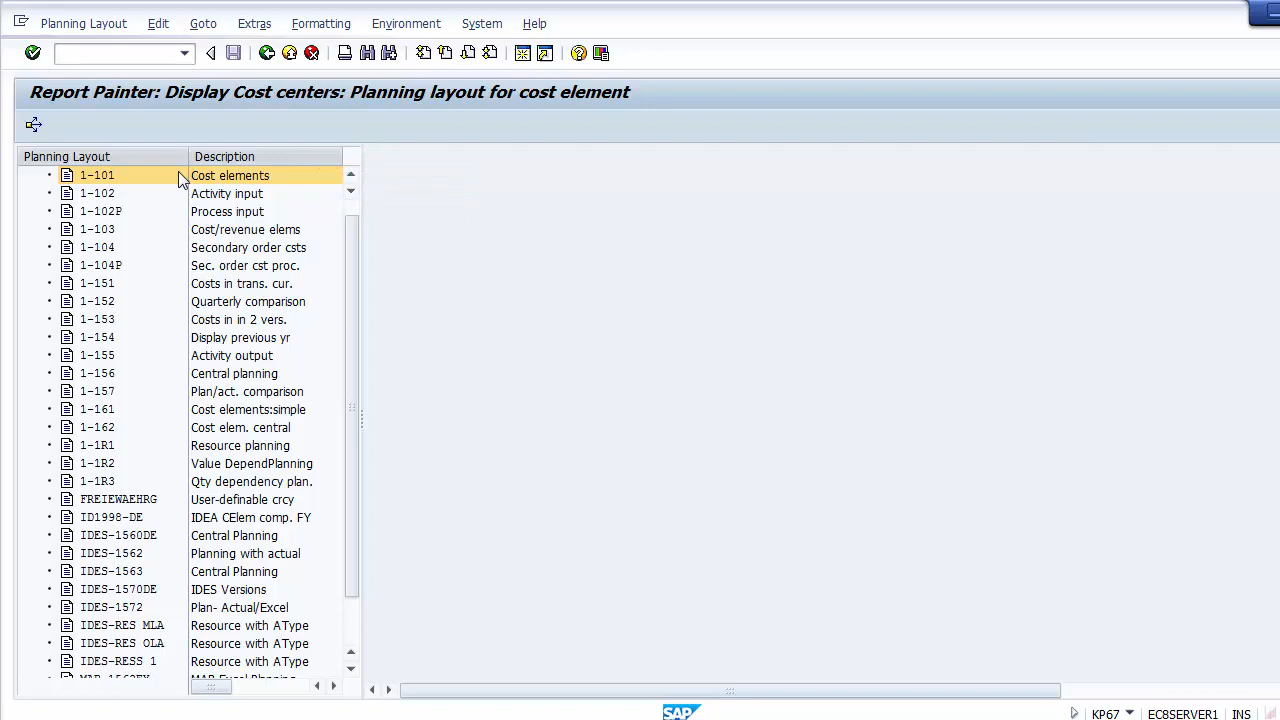 Planning Layout Edit Goto Extras Formatting Environment System Help
Report Painter: Display Cost centers: Planning layout for cost element
Planning Layout Description
1-101 Cost elements
1-102 Activity input
1-102P Process input
1-103 Cost/revenue elems
1-104 Secondary order csts
1-104P Sec. order cst proc.
1-151 Costs in trans. cur.
1-152 Quarterly comparison
1-153 Costs in in 2 vers.
1-154 Display previous yr
1-155 Activity output
1-156 Central planning
1-157 Plan/act. comparison
1-161 Cost elements:simple
1-162 Cost elem. central
1-1R1 Resource planning
1-1R2 Value DependPlanning
1-1R3 Qty dependency plan.
FREIEWAEHRG User-definable crcy
ID1998-DE IDEA CElem comp. FY
IDES-1560DE Central Planning
IDES-1562 Planning with actual
IDES-1563 Central Planning
IDES-1570DE IDES Versions
IDES-1572 Plan- Actual/Excel
IDES-RES MLA Resource with AType
IDES-RES OLA Resource with AType
IDES-RESS 1 Resource with AType
SAP KP67 EC8SERVER1 INS